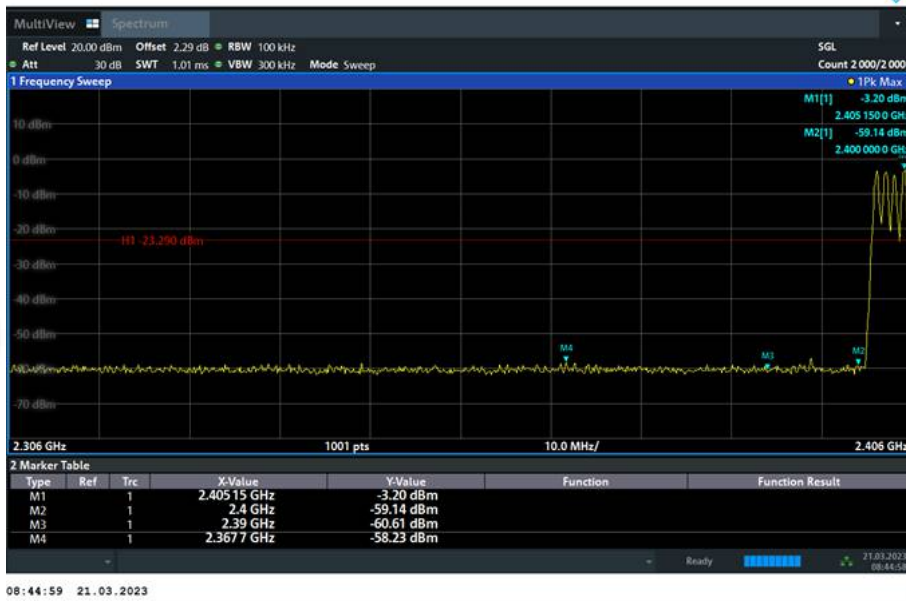 MultiView Spectrum
Ref Level 20.00 dBm Offset 2.29 dB RBW 100 kHz SGL
Att 30 dB SWT 1.01 ms VBW 300 kHz Mode Sweep Count 2 000/2 000
1 Frequency Sweep 1Pk Max
M1[1] -3.20 dBm
2.405 150 0 GHz
M2[1] -59.14 dBm
2.400 000 0 GHz
10 dBm
0 dBm
-10 dBm
-20 dBm
H1 -23.290 dBm
-30 dBm
-40 dBm
-50 dBm
M4 M3 M2
-70 dBm
2.306 GHz 1001 pts 10.0 MHz/ 2.406 GHz
2 Marker Table
Type Ref Trc X-Value Y-Value Function Function Result
M1 1 2.405 15 GHz -3.20 dBm
M2 1 2.4 GHz -59.14 dBm
M3 1 2.39 GHz -60.61 dBm
M4 1 2.367 7 GHz -58.23 dBm
Ready 21.03.2023
08:44:58
08:44:59 21.03.2023